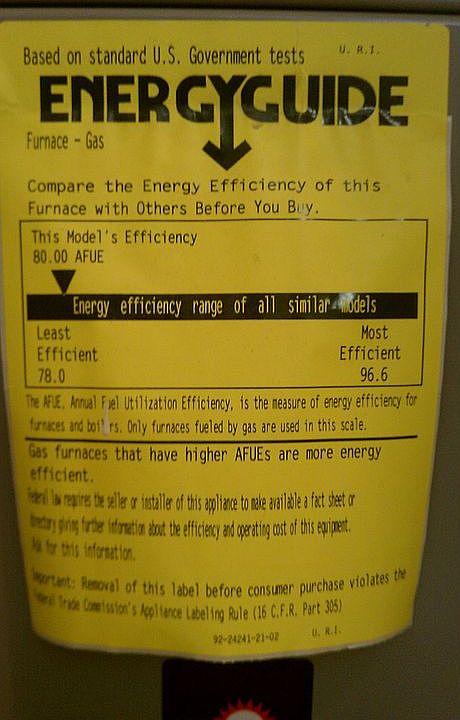 Based on standard U.S. Government tests
U. R.I.
ENERGYGUIDE
Furnace - Gas
Compare the Energy Efficiency of this
Furnace with Others Before You Buy.
This Model's Efficiency
80.00 AFUE
Energy efficiency range of all similar models
Least
Efficient
78.0
Most
Efficient
96.6
The AFUE, Annual Fuel Utilization Efficiency, is the measure of energy efficiency for
furnaces and boilers. Only furnaces fueled by gas are used in this scale.
Gas furnaces that have higher AFUEs are more energy
efficient.
Federal law requires the seller or installer of this appliance to make available a fact sheet or
directory giving further information about the efficiency and operating cost of this equipment.
Ask for this information.
Important: Removal of this label before consumer purchase violates the
Federal Trade Commission's Appliance Labeling Rule (16 C.F.R. Part 305)
92-24241-21-02
U. R.I.